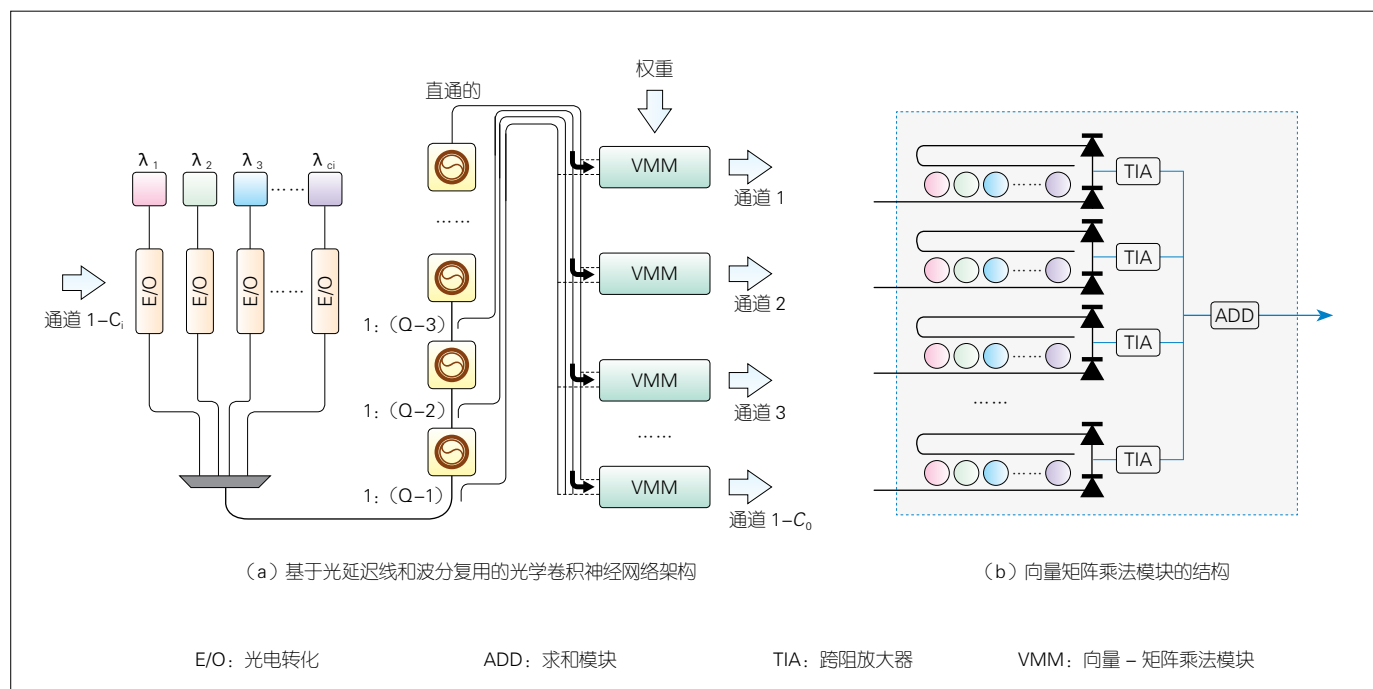 权重
直通的
λ1 λ2 λ3 …… λci
E/O E/O E/O …… E/O
通道 1-Ci
……
1:（Q-3）
1:（Q-2）
1:（Q-1）
VMM
通道 1
VMM
通道 2
VMM
通道 3
……
VMM
通道 1-C0
（a）基于光延迟线和波分复用的光学卷积神经网络架构
…… TIA
…… TIA
…… TIA
ADD
……
…… TIA
（b）向量矩阵乘法模块的结构
E/O：光电转化 ADD：求和模块 TIA：跨阻放大器 VMM：向量 – 矩阵乘法模块